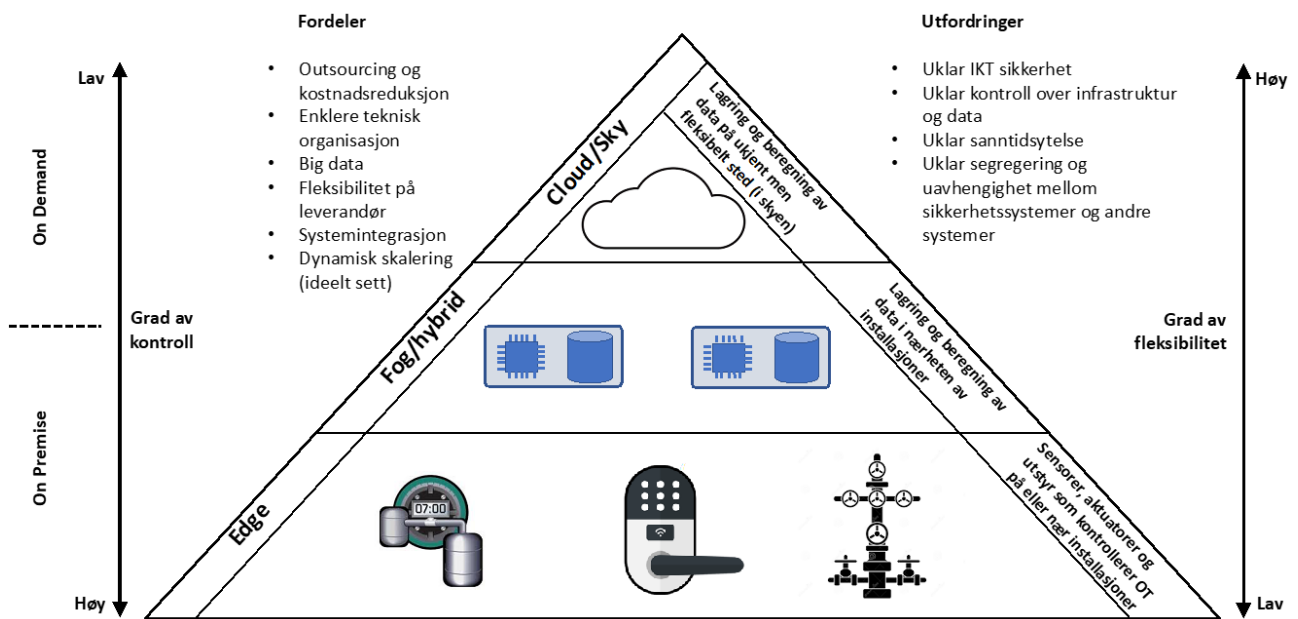 Fordeler
Utfordringer
Lav
Høy
• Outsourcing og
kostnadsreduksjon
• Enklere teknisk
organisasjon
• Big data
• Fleksibilitet på
leverandør
• Systemintegrasjon
• Dynamisk skalering
(ideelt sett)
• Uklar IKT sikkerhet
• Uklar kontroll over infrastruktur
og data
• Uklar sanntidsytelse
• Uklar segregering og
uavhengighet mellom
sikkerhetssystemer og andre
systemer
On Demand
On Premise
Grad av
kontroll
Grad av
fleksibilitet
Cloud/Sky
Lagring og beregning av
data på ukjent men
fleksibelt sted (i skyen)
Fog/hybrid
Lagring og beregning av
data i nærheten av
installasjoner
Edge
07:00
Sensorer, aktuatorer og
utstyr som kontrollerer OT
på eller nær installasjoner
Høy
Lav